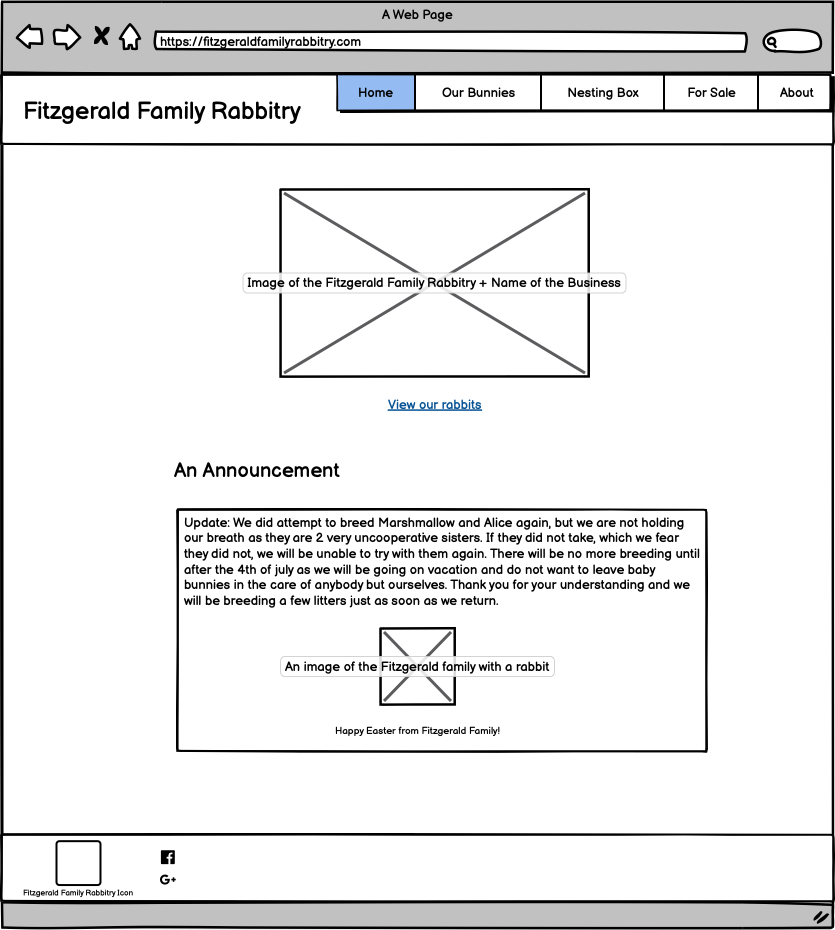 A Web Page
https://fitzgeraldfamilyrabbitry.com
Home Our Bunnies Nesting Box For Sale About
Fitzgerald Family Rabbitry
Image of the Fitzgerald Family Rabbitry + Name of the Business
View our rabbits
An Announcement
Update: We did attempt to breed Marshmallow and Alice again, but we are not holding
our breath as they are 2 very uncooperative sisters. If they did not take, which we fear
they did not, we will be unable to try with them again. There will be no more breeding until
after the 4th of july as we will be going on vacation and do not want to leave baby
bunnies in the care of anybody but ourselves. Thank you for your understanding and we
will be breeding a few litters just as soon as we return.
An image of the Fitzgerald family with a rabbit
Happy Easter from Fitzgerald Family!
G+
Fitzgerald Family Rabbitry Icon